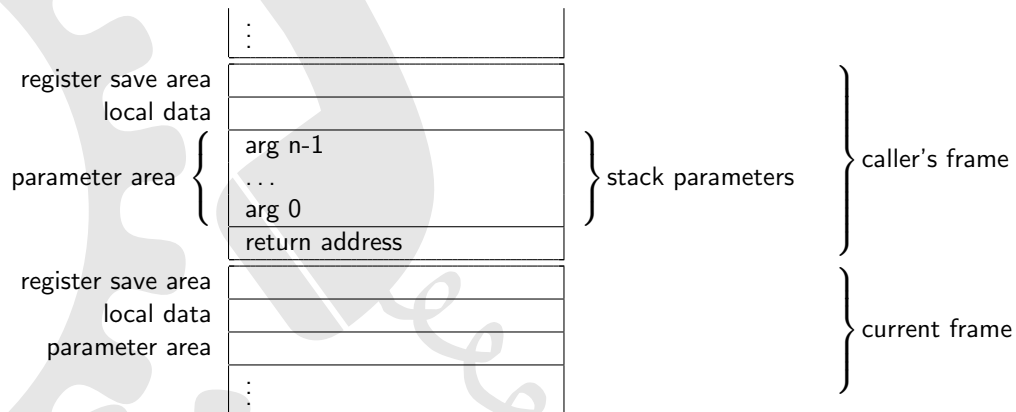 ⋮
register save area
local data
arg n-1
parameter area
. . .
stack parameters
caller's frame
arg 0
return address
register save area
local data
current frame
parameter area
⋮